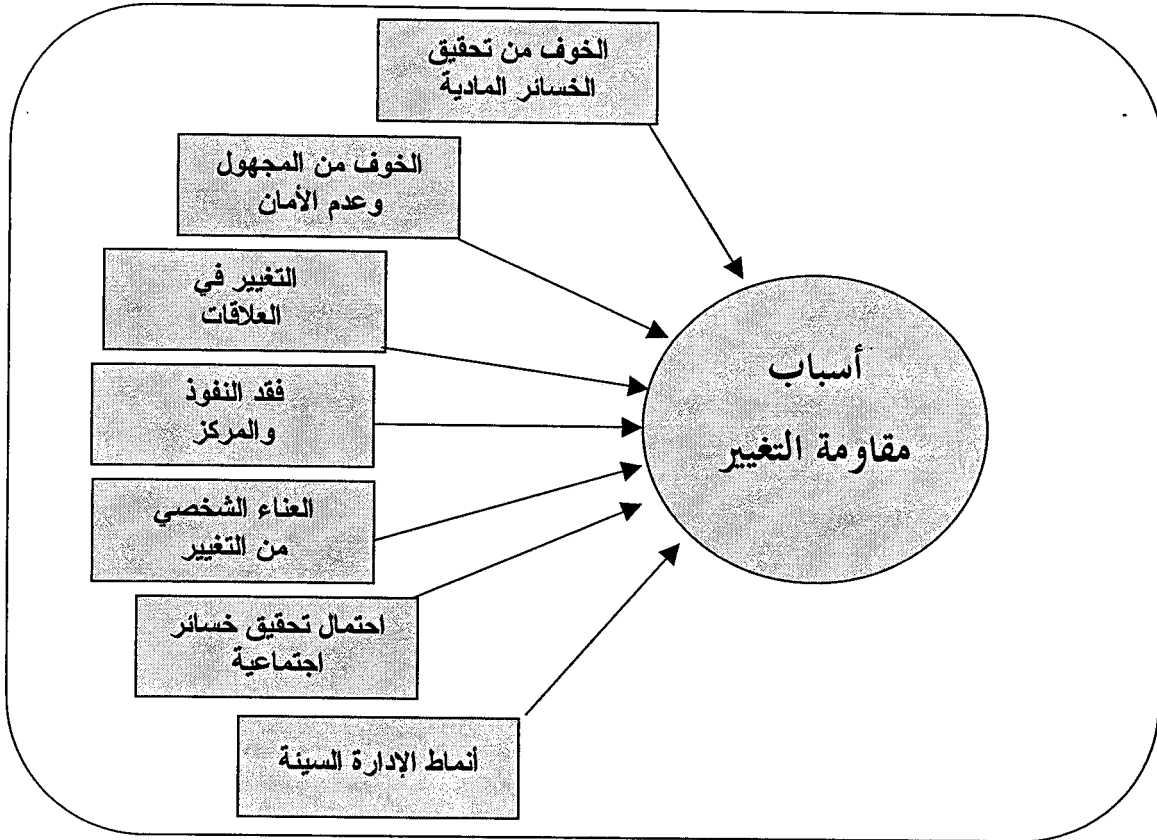 الخوف من تحقيق
الخسائر المادية
الخوف من المجهول
وعدم الأمان
التغيير في
العلاقات
فقد النفوذ
والمركز
العناء الشخصي
من التغيير
احتمال تحقيق خسائر
اجتماعية
أنماط الإدارة السيئة
أسباب
مقاومة التغيير